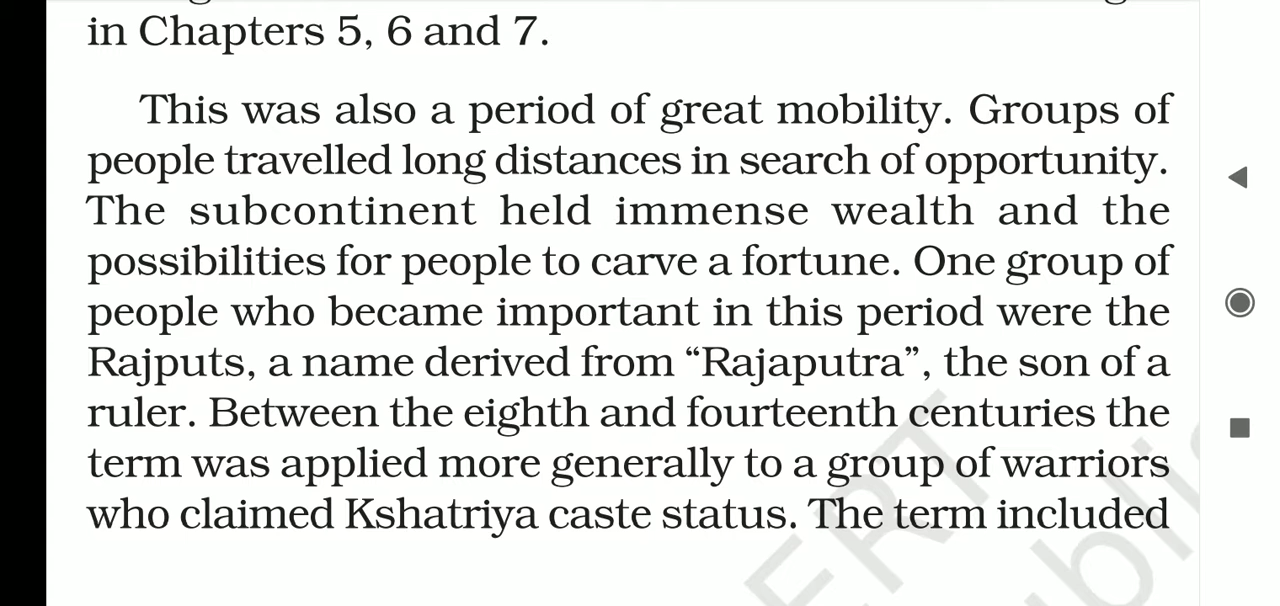 in Chapters 5, 6 and 7.
This was also a period of great mobility. Groups of
people travelled long distances in search of opportunity.
The subcontinent held immense wealth and the
possibilities for people to carve a fortune. One group of
people who became important in this period were the
Rajputs, a name derived from “Rajaputra”, the son of a
ruler. Between the eighth and fourteenth centuries the
term was applied more generally to a group of warriors
who claimed Kshatriya caste status. The term included